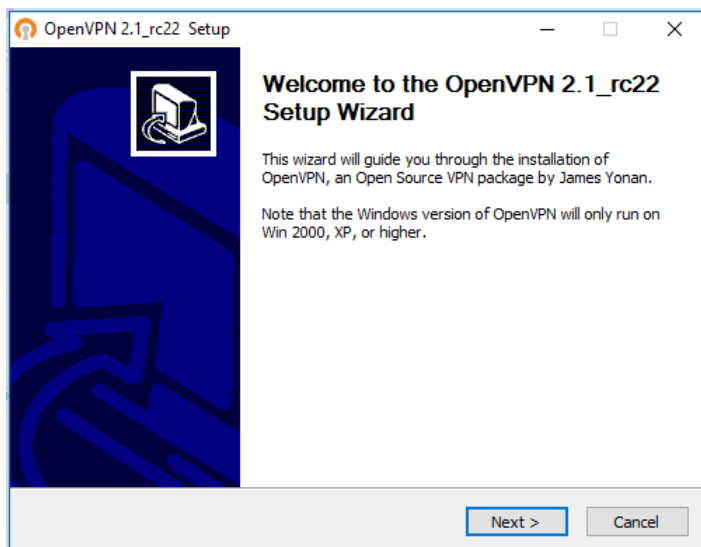 OpenVPN 2.1_rc22 Setup
Welcome to the OpenVPN 2.1_rc22
Setup Wizard
This wizard will guide you through the installation of
OpenVPN, an Open Source VPN package by James Yonan.
Note that the Windows version of OpenVPN will only run on
Win 2000, XP, or higher.
Next >
Cancel